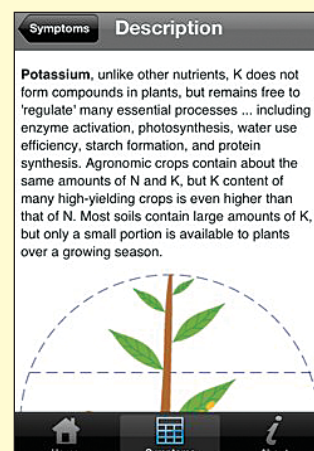 Symptoms Description
Potassium, unlike other nutrients, K does not
form compounds in plants, but remains free to
'regulate' many essential processes ... including
enzyme activation, photosynthesis, water use
efficiency, starch formation, and protein
synthesis. Agronomic crops contain about the
same amounts of N and K, but K content of
many high-yielding crops is even higher than
that of N. Most soils contain large amounts of K,
but only a small portion is available to plants
over a growing season.